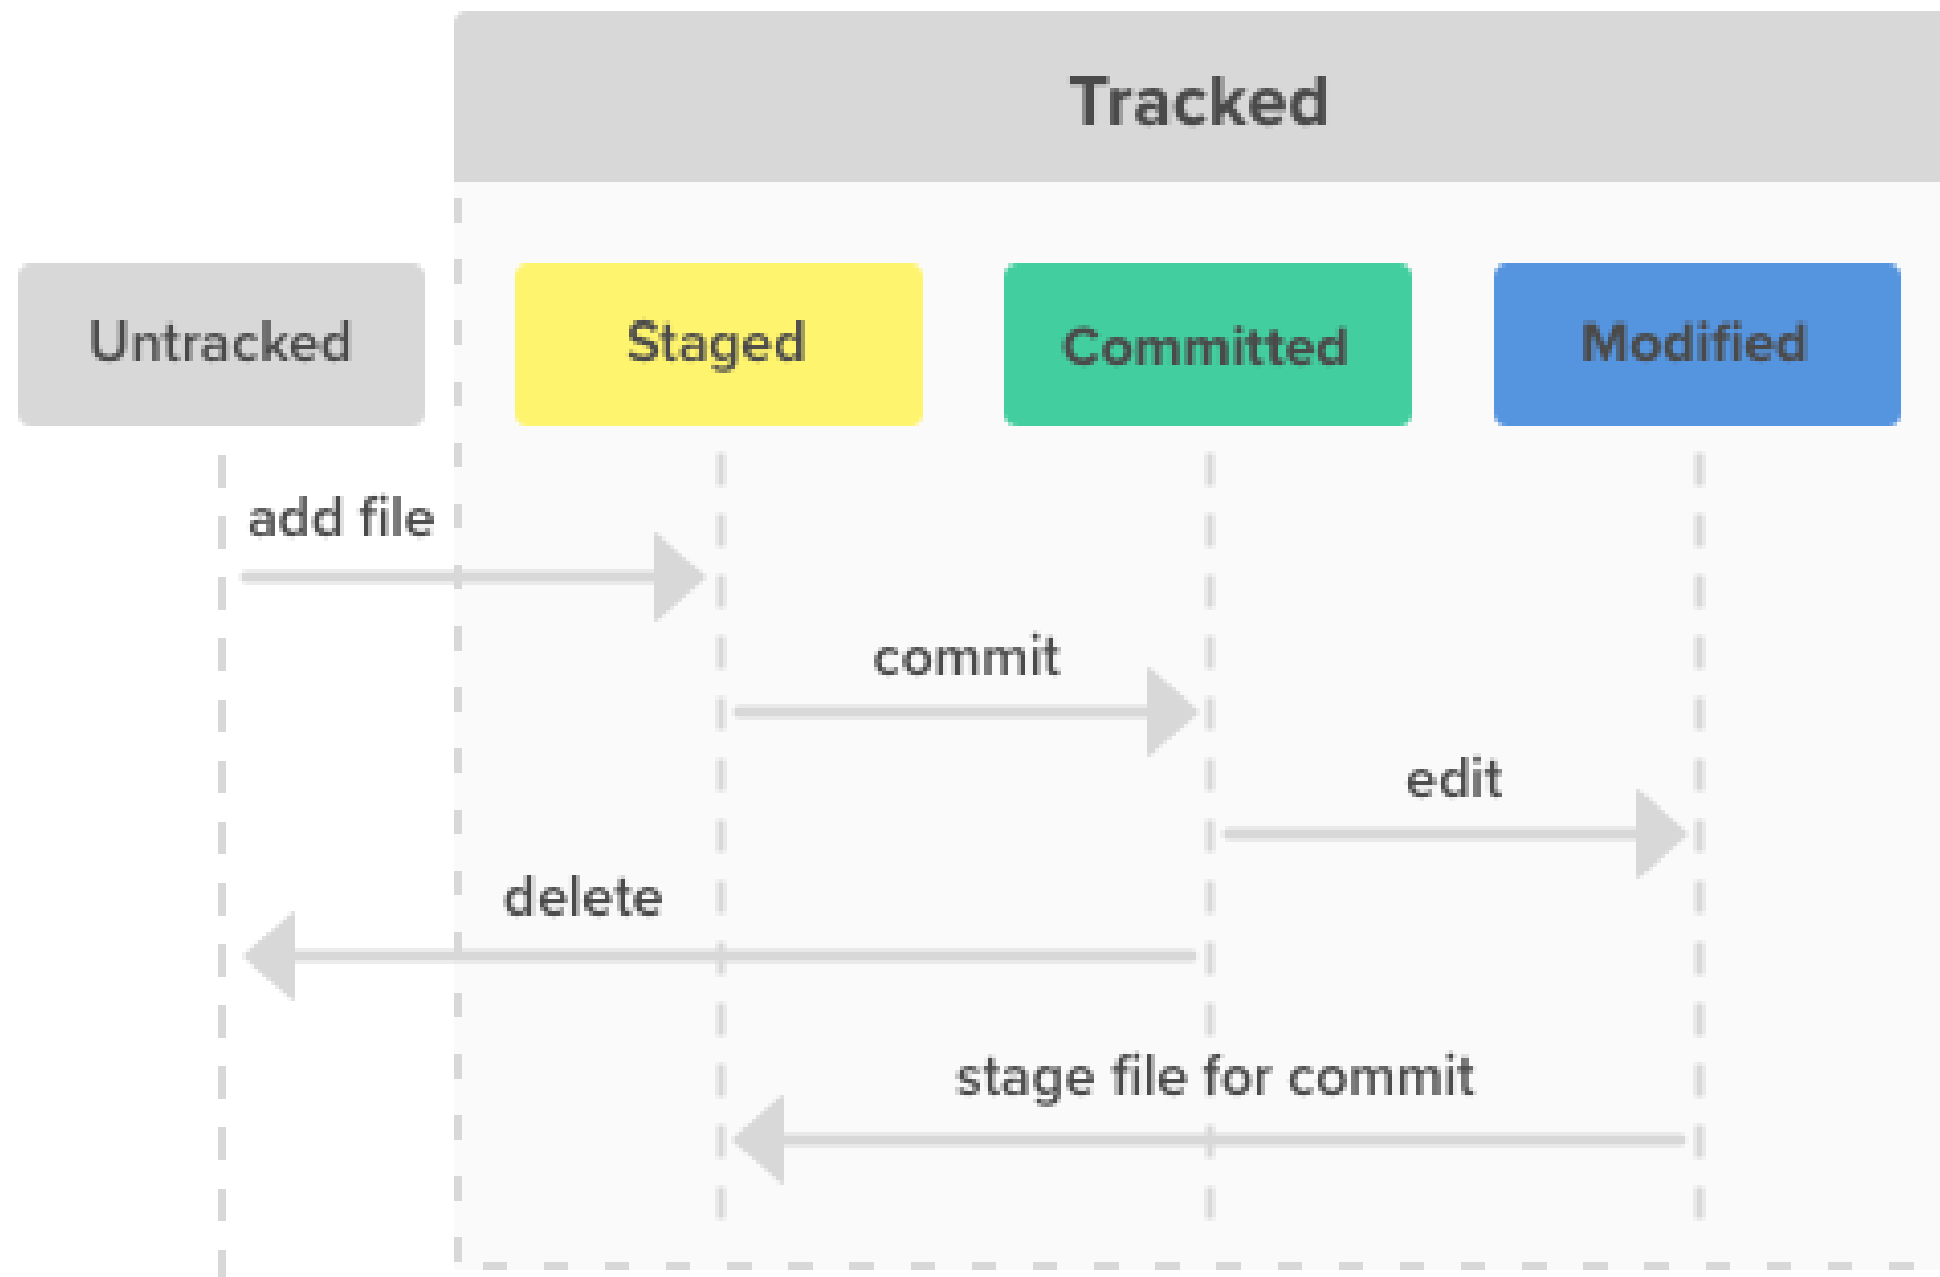 Tracked
Untracked
Staged
Committed
Modified
add file
commit
edit
delete
stage file for commit